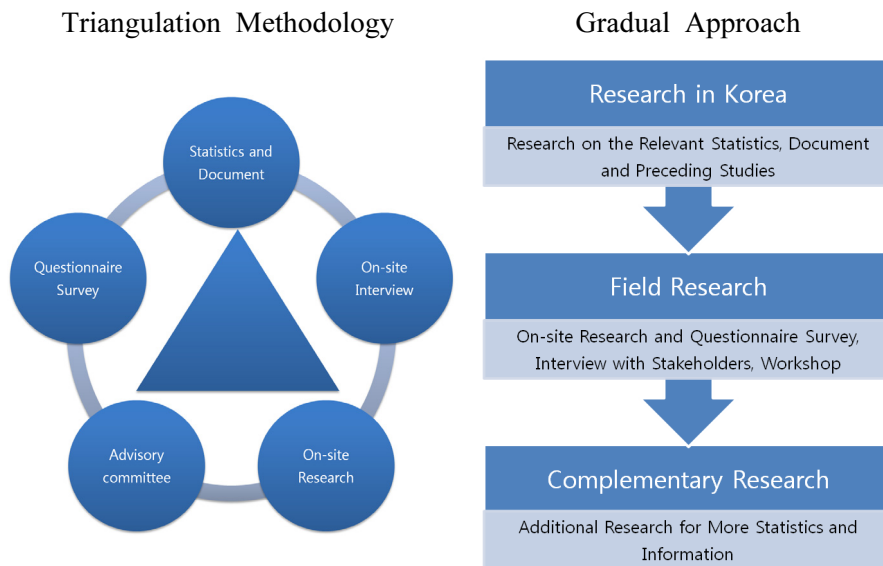 Triangulation Methodology
Statistics and
Document
Questionnaire
Survey
On-site
Interview
Advisory
committee
On-site
Research
Gradual Approach
Research in Korea
Research on the Relevant Statistics, Document
and Preceding Studies
Field Research
On-site Research and Questionnaire Survey,
Interview with Stakeholders, Workshop
Complementary Research
Additional Research for More Statistics and
Information